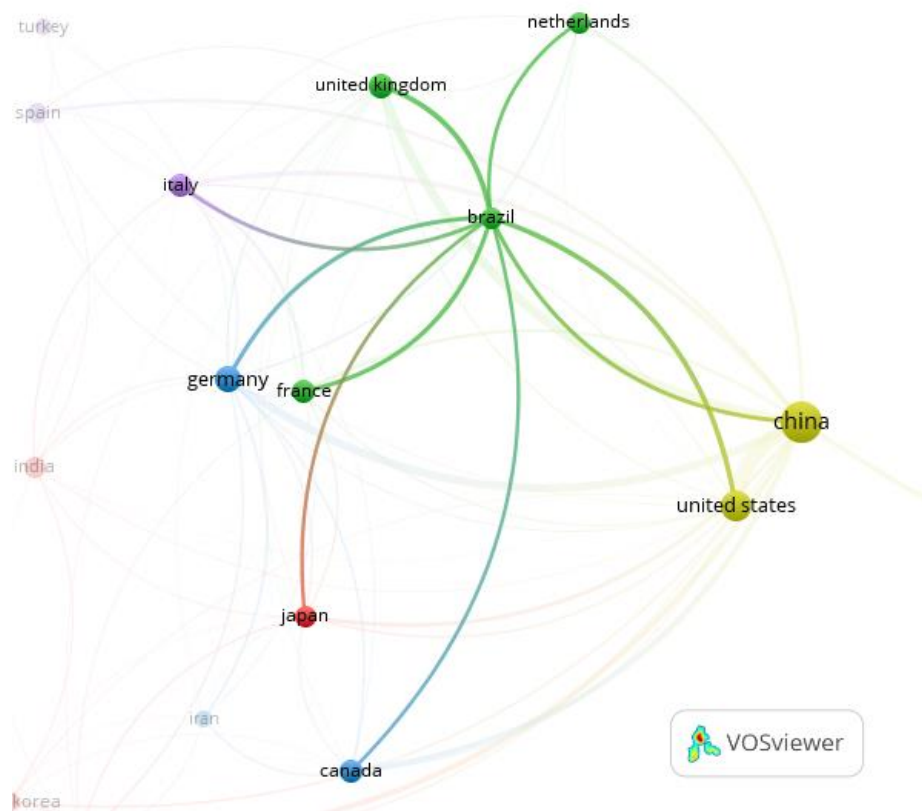 turkey
netherlands
united kingdom
spain
italy
brazil
germany
france
china
india
united states
japan
iran
VOSviewer
canada
korea